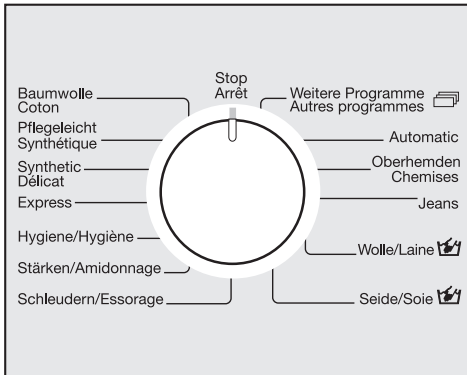 Stop
Arrêt
Baumwolle
Coton
Pflegeleicht
Synthétique
Synthetic
Délicat
Express
Hygiene/Hygiène
Stärken/Amidonnage
Schleudern/Essorage
Weitere Programme
Autres programmes
Automatic
Oberhemden
Chemises
Jeans
Wolle/Laine
Seide/Soie